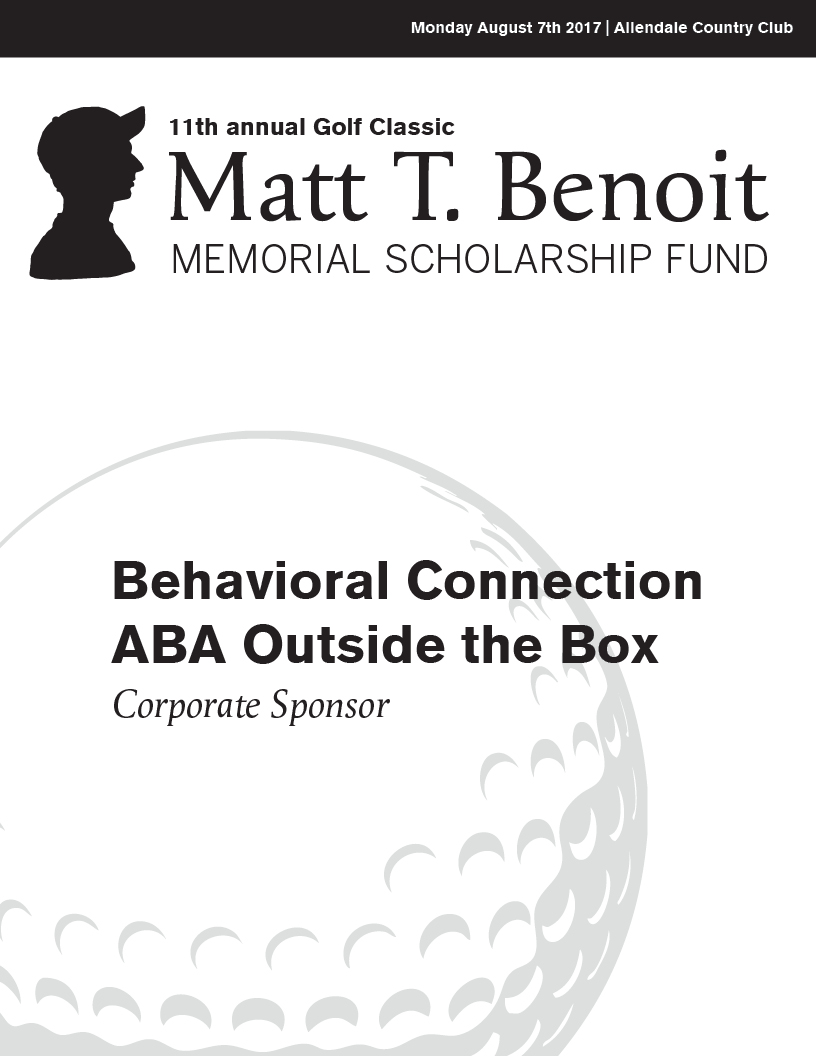 Monday August 7th 2017 | Allendale Country Club
11th annual Golf Classic
Matt T. Benoit
MEMORIAL SCHOLARSHIP FUND
Behavioral Connection
ABA Outside the Box
Corporate Sponsor